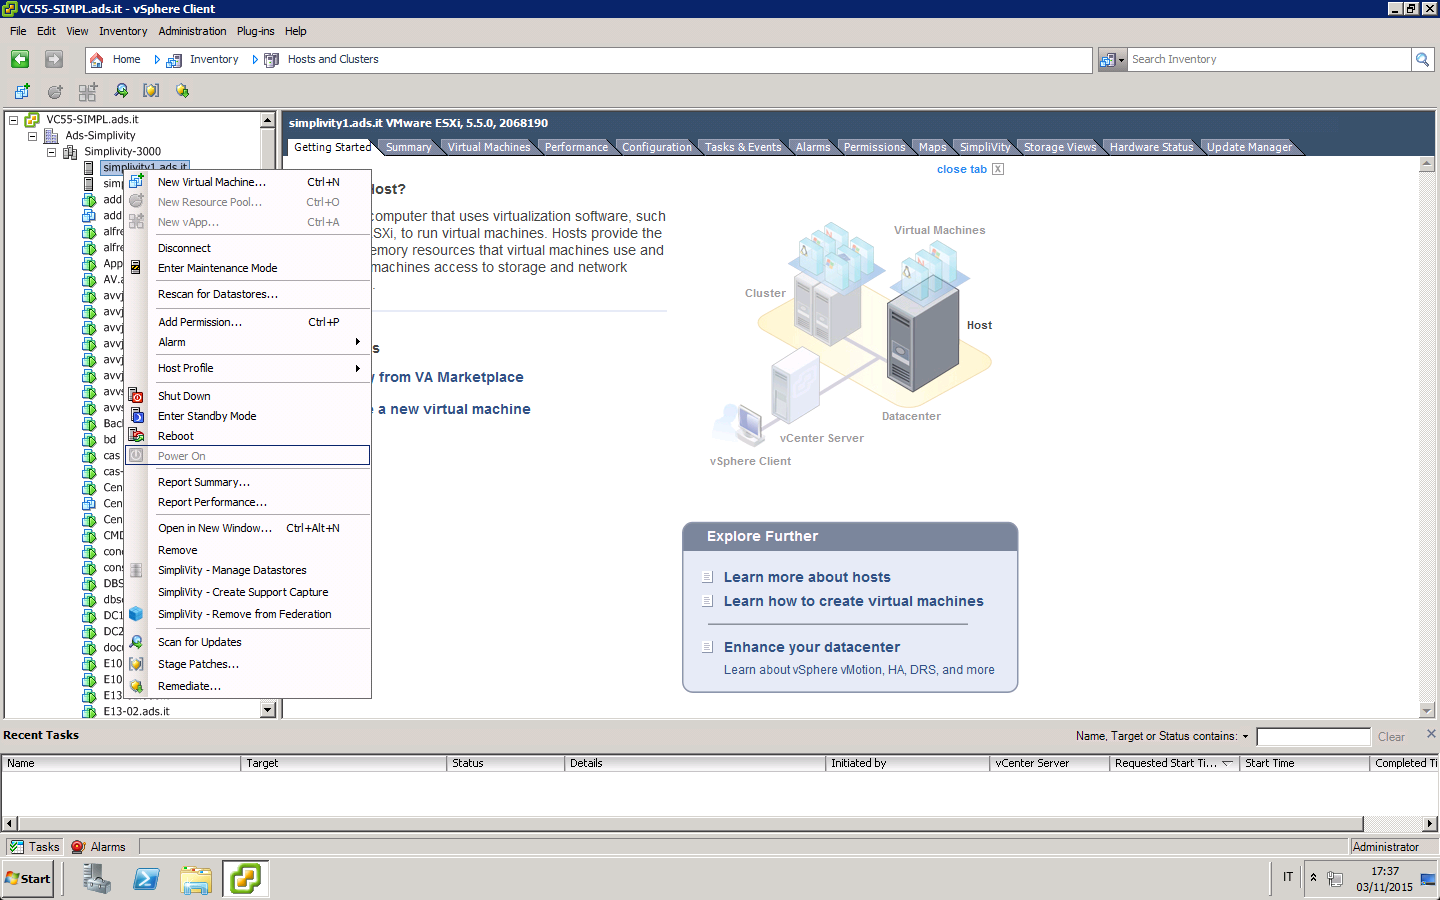 VC55-SIMPL.ads.it - vSphere Client
File Edit View Inventory Administration Plug-ins Help
Home Inventory Hosts and Clusters
Search Inventory
VC55-SIMPL.ads.it
Ads-Simplivity
Simplivity-3000
simplivity1.ads.it
simp
add
add
alfre
alfre
App
AV.a
avvj
avvj
avvj
avvj
avvj
avvj
avvs
avvs
Back
bd
cas
cas-
Cen
Cen
Cen
CMD
cond
cons
DBS
dbse
DC1
DC2
docu
E10
E10
E13
E13-02.ads.it
New Virtual Machine... Ctrl+N
New Resource Pool... Ctrl+O
New vApp... Ctrl+A
Disconnect
Enter Maintenance Mode
Rescan for Datastores...
Add Permission... Ctrl+P
Alarm
Host Profile
Shut Down
Enter Standby Mode
Reboot
Power On
Report Summary...
Report Performance...
Open in New Window... Ctrl+Alt+N
Remove
SimpliVity - Manage Datastores
SimpliVity - Create Support Capture
SimpliVity - Remove from Federation
Scan for Updates
Stage Patches...
Remediate...
simplivity1.ads.it VMware ESXi, 5.5.0, 2068190
Getting Started Summary Virtual Machines Performance Configuration Tasks & Events Alarms Permissions Maps SimpliVity Storage Views Hardware Status Update Manager
close tab X
Host?
computer that uses virtualization software, such
SXi, to run virtual machines. Hosts provide the
emory resources that virtual machines use and
machines access to storage and network
s
y from VA Marketplace
e a new virtual machine
Virtual Machines
Cluster
Host
Datacenter
vCenter Server
vSphere Client
Explore Further
Learn more about hosts
Learn how to create virtual machines
Enhance your datacenter
Learn about vSphere vMotion, HA, DRS, and more
Recent Tasks
Name, Target or Status contains: Clear
Name Target Status Details Initiated by vCenter Server Requested Start Ti... Start Time Completed Ti
Tasks Alarms Administrator
Start IT 17:37
03/11/2015